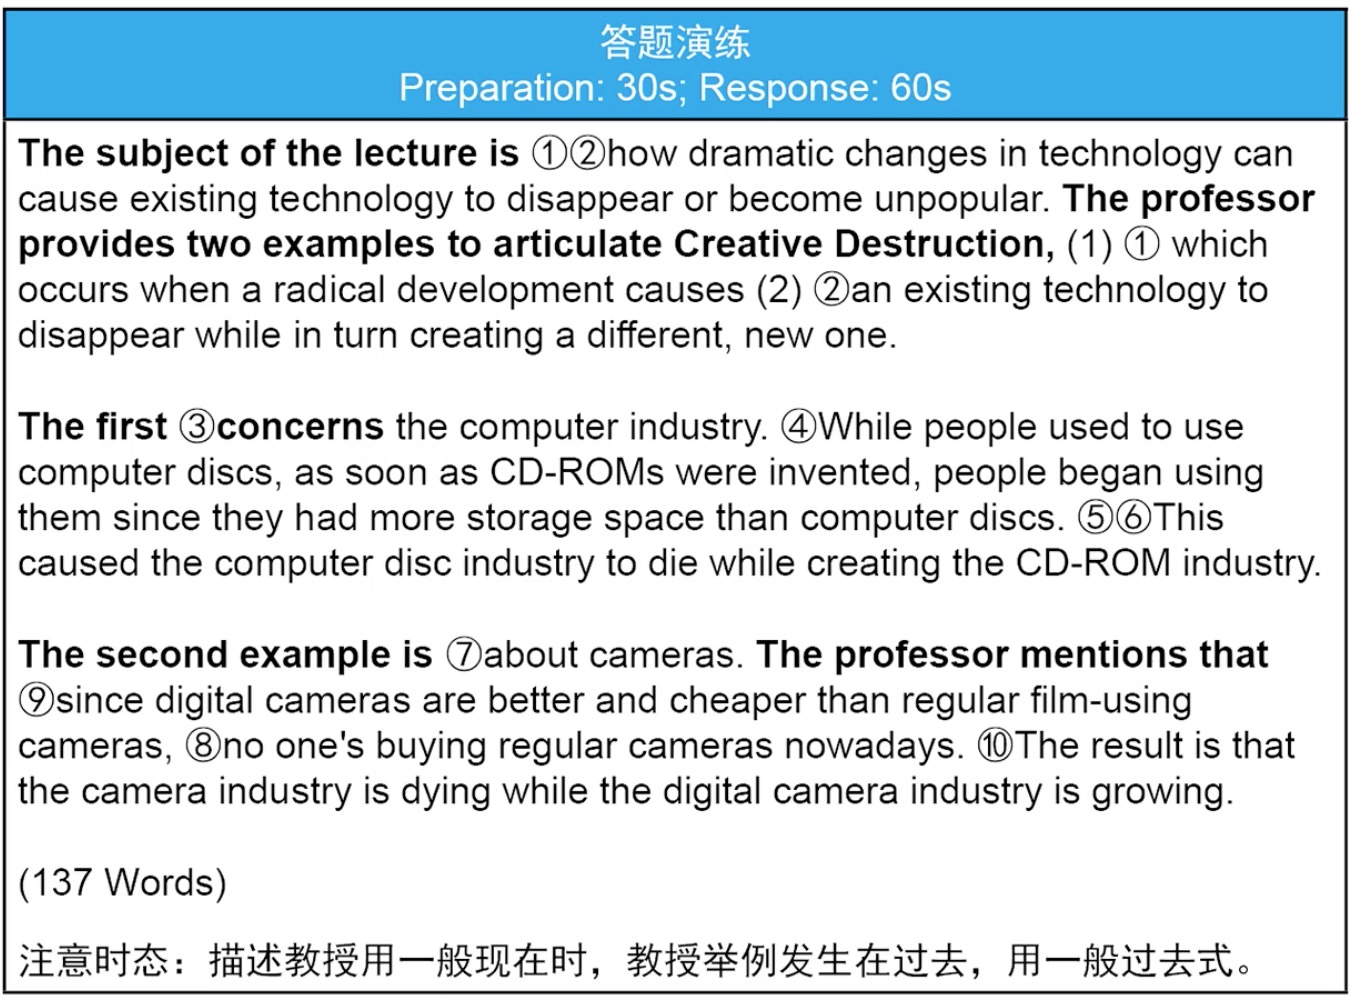 答题演练
Preparation: 30s; Response: 60s
The subject of the lecture is ①②how dramatic changes in technology can
cause existing technology to disappear or become unpopular. The professor
provides two examples to articulate Creative Destruction, (1) ① which
occurs when a radical development causes (2) ②an existing technology to
disappear while in turn creating a different, new one.
The first ③concerns the computer industry. ④While people used to use
computer discs, as soon as CD-ROMs were invented, people began using
them since they had more storage space than computer discs. ⑤⑥This
caused the computer disc industry to die while creating the CD-ROM industry.
The second example is ⑦about cameras. The professor mentions that
⑨since digital cameras are better and cheaper than regular film-using
cameras, ⑧no one's buying regular cameras nowadays. ⑩The result is that
the camera industry is dying while the digital camera industry is growing.
(137 Words)
注意时态：描述教授用一般现在时，教授举例发生在过去，用一般过去式。